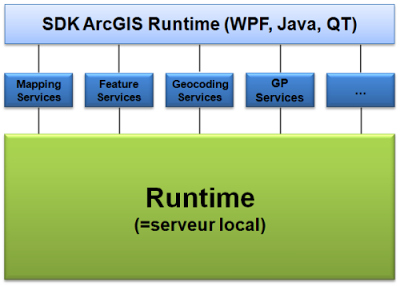 SDK ArcGIS Runtime (WPF, Java, QT)
Mapping Services
Feature Services
Geocoding Services
GP Services
...
Runtime
(=serveur local)